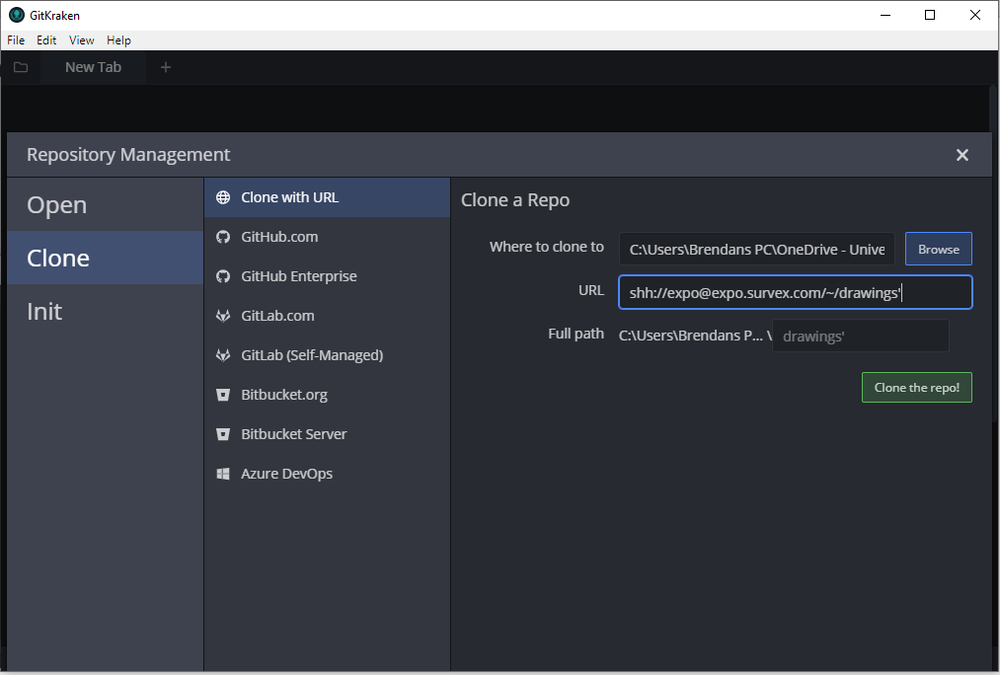 GitKraken
File Edit View Help
New Tab
Repository Management
Open
Clone
Init
Clone with URL
GitHub.com
GitHub Enterprise
GitLab.com
GitLab (Self-Managed)
Bitbucket.org
Bitbucket Server
Azure DevOps
Clone a Repo
Where to clone to C:\Users\Brendans PC\OneDrive - Unive Browse
URL shh://expo@expo.survex.com/~/drawings'
Full path C:\Users\Brendans P... \ drawings'
Clone the repo!